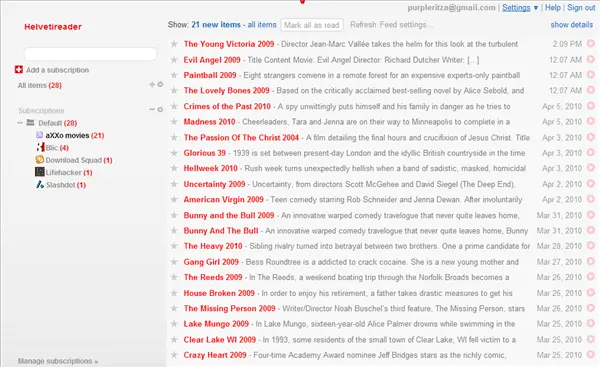 purpleritza@gmail.com | Settings ▼ | Help | Sign out
Helvetireader
Show: 21 new items - all items Mark all as read Refresh Feed settings... show details
Add a subscription
All items (28)
Subscriptions
Default (28)
aXXo movies (21)
Blic (4)
Download Squad (1)
Lifehacker (1)
Slashdot (1)
Manage subscriptions »
The Young Victoria 2009 - Director Jean-Marc Vallée takes the helm for this look at the turbulent 2:09 PM
Evil Angel 2009 - Title Content Movie: Evil Angel Director: Richard Dutcher Writer: [...] 12:07 AM
Paintball 2009 - Eight strangers convene in a remote forest for an expensive experts-only paintball 12:07 AM
The Lovely Bones 2009 - Based on the critically acclaimed best-selling novel by Alice Sebold, and 12:07 AM
Crimes of the Past 2010 - A spy unwittingly puts himself and his family in danger as he tries to Apr 5, 2010
Madness 2010 - Cheerleaders, Tara and Jenna are on their way to Minneapolis to complete in a Apr 5, 2010
The Passion Of The Christ 2004 - A film detailing the final hours and crucifixion of Jesus Christ. Title Apr 5, 2010
Glorious 39 - 1939 is set between present-day London and the idyllic British countryside in the time Apr 5, 2010
Hellweek 2010 - Rush week turns unexpectedly hellish when a band of sadistic, masked, homicidal Apr 5, 2010
Uncertainty 2009 - Uncertainty, from directors Scott McGehee and David Siegel (The Deep End), Apr 5, 2010
American Virgin 2009 - Teen comedy starring Rob Schneider and Jenna Dewan. After involuntarily Apr 5, 2010
Bunny and the Bull 2009 - An innovative warped comedy travelogue that never quite leaves home, Mar 31, 2010
Bunny And The Bull - An innovative warped comedy travelogue that never quite leaves home, Bunny Mar 31, 2010
The Heavy 2010 - Sibling rivalry turned into betrayal between two brothers. One a prime candidate for Mar 28, 2010
Gang Girl 2009 - Bess Roundtree is a addicted to crack cocaine. She is a new young mother and Mar 27, 2010
The Reeds 2009 - In The Reeds, a weekend boating trip through the Norfolk Broads becomes a Mar 26, 2010
House Broken 2009 - In order to enjoy his retirement, a father takes drastic measures to get his Mar 26, 2010
The Missing Person 2009 - Writer/Director Noah Buschel's third feature, The Missing Person, stars Mar 26, 2010
Lake Mungo 2009 - In Lake Mungo, sixteen-year-old Alice Palmer drowns while swimming in the Mar 26, 2010
Clear Lake WI 2009 - In 1993, some residents of the small town of Clear Lake, WI fell victim to a Mar 26, 2010
Crazy Heart 2009 - Four-time Academy Award nominee Jeff Bridges stars as the richly comic, Mar 25, 2010